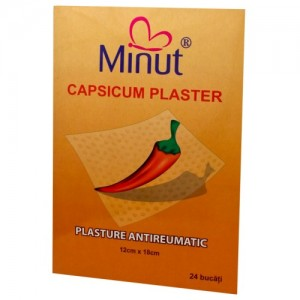 Minut®
CAPSICUM PLASTER
PLASTURE ANTIREUMATIC
12cm x 18cm
24 bucăți